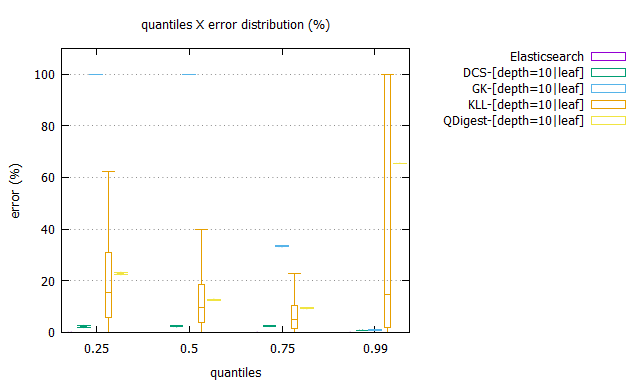 quantiles X error distribution (%)
Elasticsearch
DCS-[depth=10|leaf]
GK-[depth=10|leaf]
KLL-[depth=10|leaf]
QDigest-[depth=10|leaf]
error (%)
100
80
60
40
20
0
0.25 0.5 0.75 0.99
quantiles